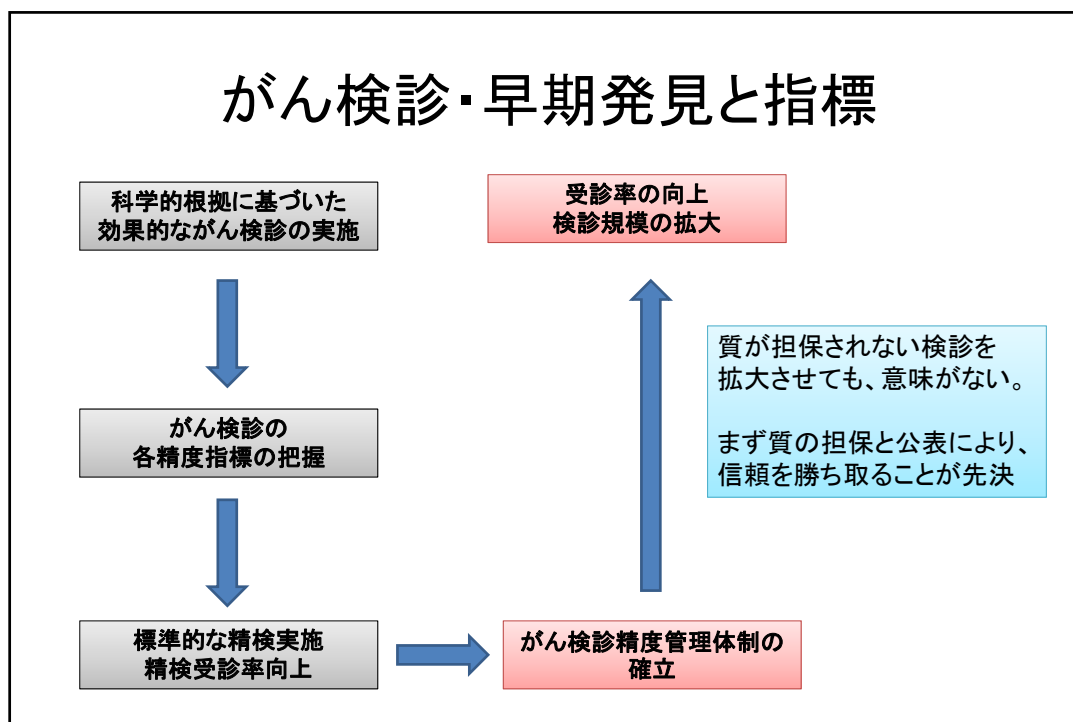 がん検診・早期発見と指標
科学的根拠に基づいた
効果的ながん検診の実施
がん検診の
各精度指標の把握
標準的な精検実施
精検受診率向上
がん検診精度管理体制の
確立
受診率の向上
検診規模の拡大
質が担保されない検診を
拡大させても、意味がない。
まず質の担保と公表により、
信頼を勝ち取ることが先決